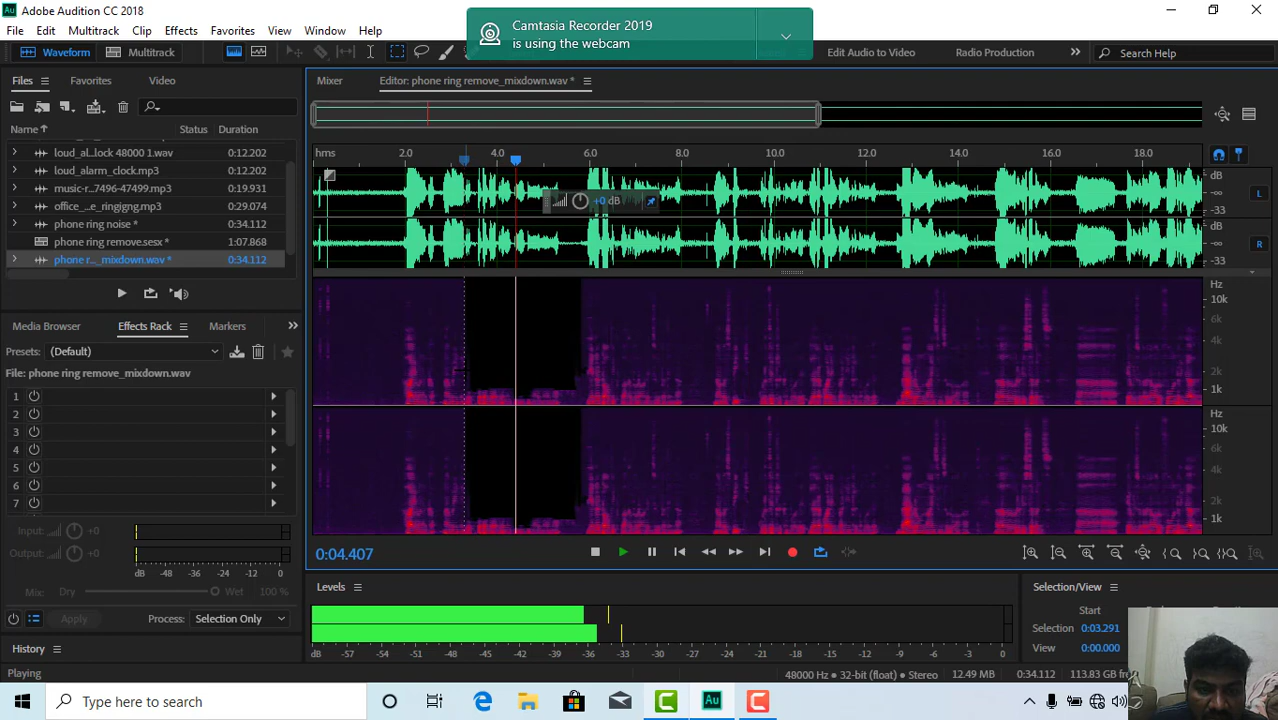 Adobe Audition CC 2018
File Edit Multitrack Clip Effects Favorites View Window Help
Camtasia Recorder 2019
is using the webcam
Waveform Multitrack
Edit Audio to Video Radio Production Search Help
Files Favorites Video
Mixer Editor: phone ring remove_mixdown.wav *
Name Status Duration
loud_al...lock 48000 1.wav 0:12.202
loud_alarm_clock.mp3 0:12.202
music-r...7496-47499.mp3 0:19.931
office_...e_ringigng.mp3 0:29.074
phone ring noise *
phone ring remove.sesx * 1:07.868
phone r..._mixdown.wav * 0:34.112
hms 2.0 4.0 6.0 8.0 10.0 12.0 14.0 16.0 18.0
dB
-∞
-33
L
+0 dB
dB
-∞
-33
R
Hz
10k
6k
4k
2k
1k
Hz
10k
6k
4k
2k
1k
Media Browser Effects Rack Markers
Presets: (Default)
File: phone ring remove_mixdown.wav
1
2
3
4
5
6
7
Input: +0
Output: +0
dB -48 -36 -24 -12 0
Mix: Dry Wet 100 %
Apply Process: Selection Only
History
Playing
0:04.407
Levels
dB -57 -54 -51 -48 -45 -42 -39 -36 -33 -30 -27 -24 -21 -18 -15 -12 -9 -6 -3 0
Selection/View
Start
Selection 0:03.291
View 0:00.000
48000 Hz • 32-bit (float) • Stereo 12.49 MB 0:34.112 113.83 GB free
Type here to search